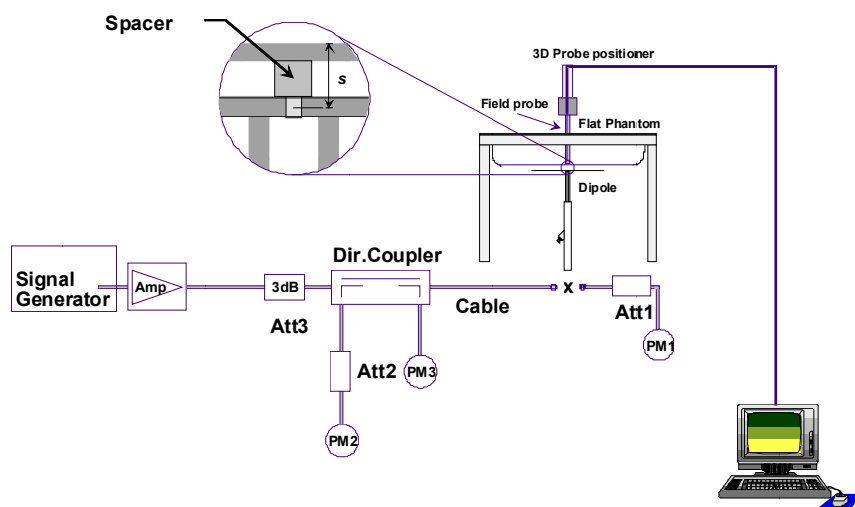 Spacer
s
3D Probe positioner
Field probe
Flat Phantom
Dipole
Signal
Generator
Amp
3dB
Att3
Dir.Coupler
Cable
x
Att1
PM1
Att2
PM3
PM2